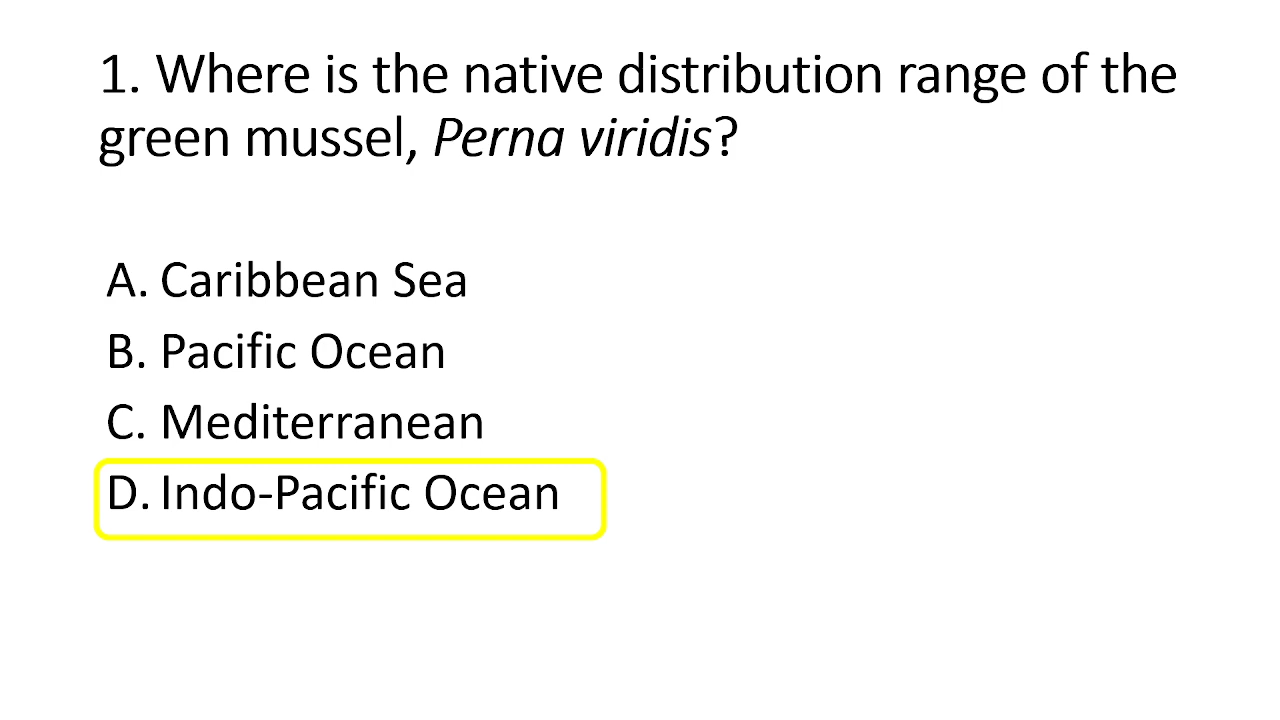 1. Where is the native distribution range of the
green mussel, Perna viridis?
A. Caribbean Sea
B. Pacific Ocean
C. Mediterranean
D. Indo-Pacific Ocean